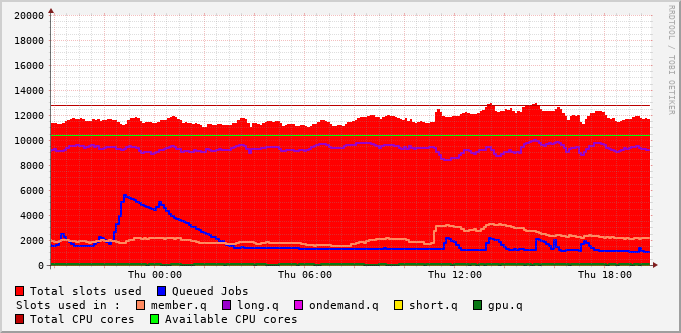 20000
18000
16000
14000
12000
10000
8000
6000
4000
2000
0
Thu 00:00 Thu 06:00 Thu 12:00 Thu 18:00
RRDTOOL / TOBI OETIKER
Total slots used Queued Jobs
Slots used in : member.q long.q ondemand.q short.q gpu.q
Total CPU cores Available CPU cores